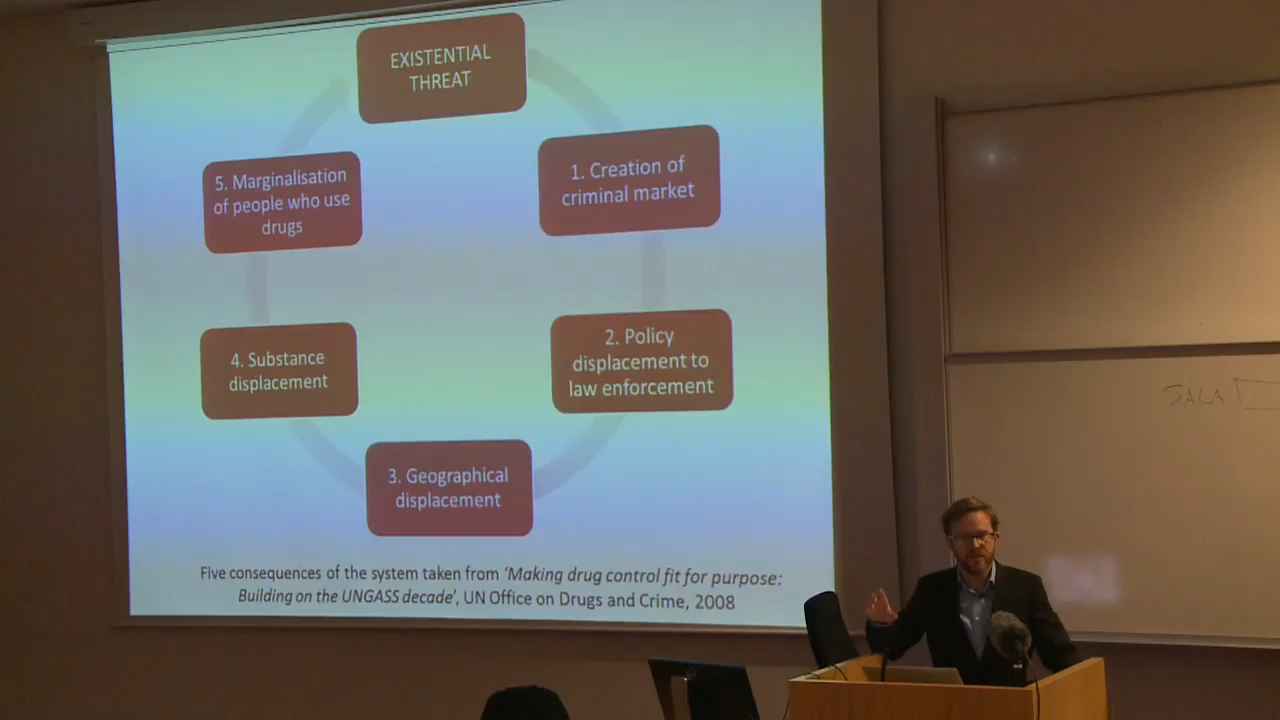 EXISTENTIAL
THREAT
1. Creation of
criminal market
2. Policy
displacement to
law enforcement
3. Geographical
displacement
4. Substance
displacement
5. Marginalisation
of people who use
drugs
Five consequences of the system taken from ‘Making drug control fit for purpose:
Building on the UNGASS decade’, UN Office on Drugs and Crime, 2008